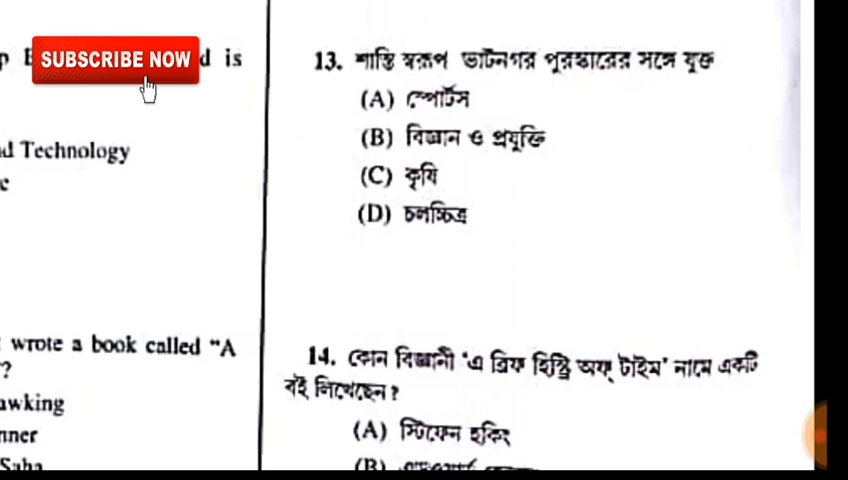 SUBSCRIBE NOW
d is
d Technology
wrote a book called "A
?
awking
nner
Saha
13. শান্তি স্বরূপ ভাটনগর পুরস্কারের সঙ্গে যুক্ত
(A) স্পোর্টস
(B) বিজ্ঞান ও প্রযুক্তি
(C) কৃষি
(D) চলচ্চিত্র
14. কোন বিজ্ঞানী 'এ ব্রিফ হিস্ট্রি অফ্ টাইম' নামে একটি
বই লিখেছেন?
(A) স্টিফেন হকিং
(B)